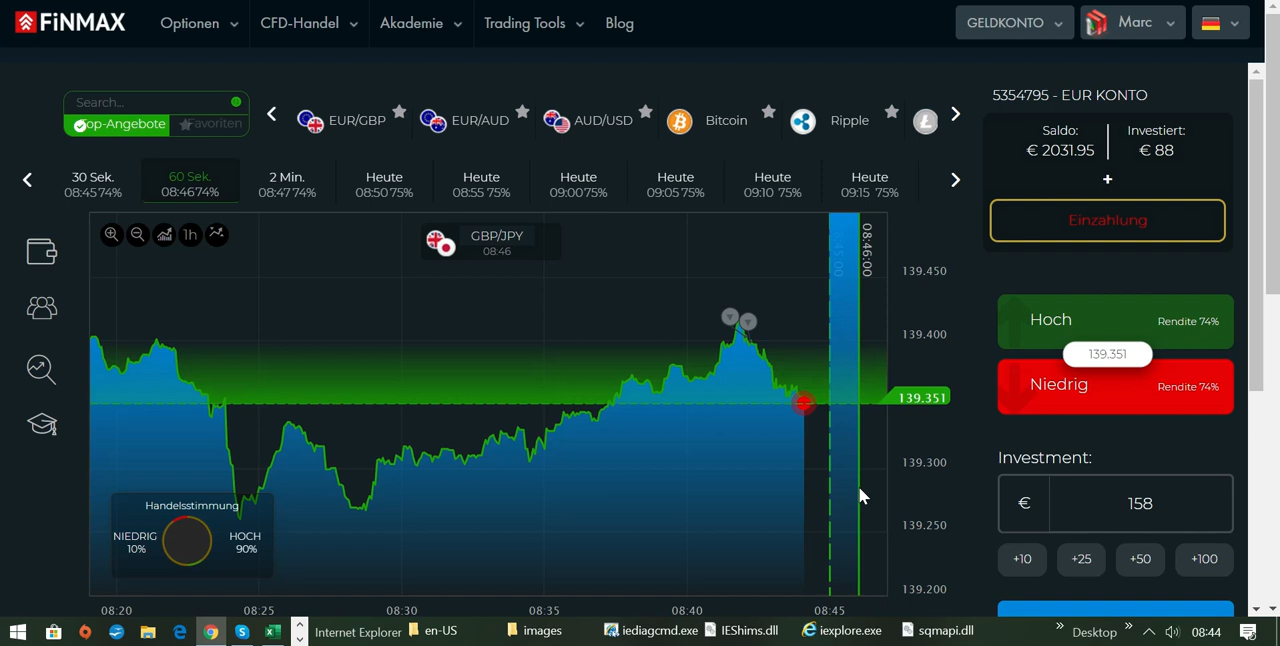 FiNMAX
Optionen
CFD-Handel
Akademie
Trading Tools
Blog
GELDKONTO
Marc
Search...
Top-Angebote
Favoriten
EUR/GBP
EUR/AUD
AUD/USD
Bitcoin
Ripple
5354795 - EUR KONTO
Saldo:
€ 2031.95
Investiert:
€ 88
+
Einzahlung
30 Sek.
08:45 74%
60 Sek.
08:46 74%
2 Min.
08:47 74%
Heute
08:50 75%
Heute
08:55 75%
Heute
09:00 75%
Heute
09:05 75%
Heute
09:10 75%
Heute
09:15 75%
1h
GBP/JPY
08:46
08:46:00
139.450
139.400
139.351
139.300
139.250
139.200
Handelsstimmung
NIEDRIG
10%
HOCH
90%
08:20
08:25
08:30
08:35
08:40
08:45
Hoch
Rendite 74%
139.351
Niedrig
Rendite 74%
Investment:
€
158
+10
+25
+50
+100
Internet Explorer
en-US
images
iediagcmd.exe
IEShims.dll
iexplore.exe
sqmapi.dll
Desktop
08:44